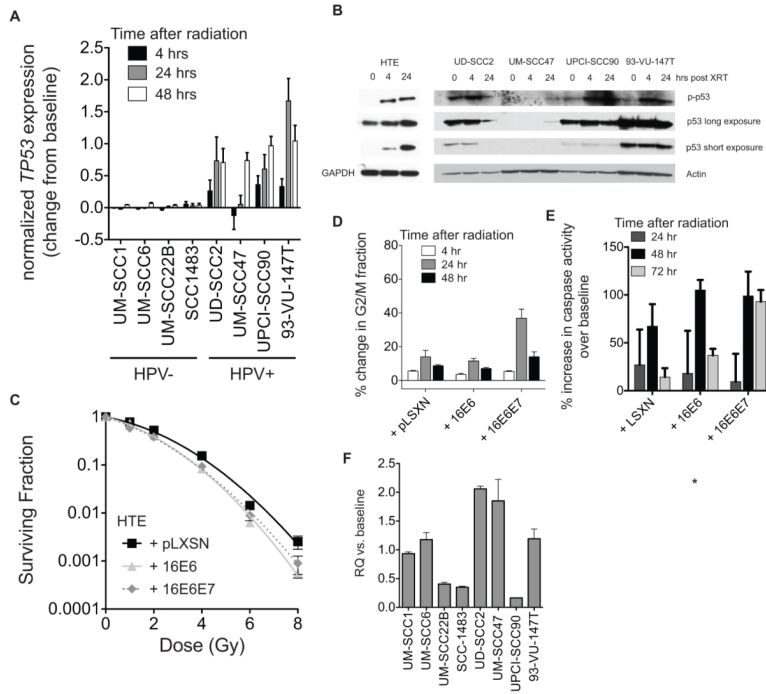 A
Time after radiation
4 hrs
24 hrs
48 hrs
normalized TP53 expression
(change from baseline)
2.5
2.0
1.5
1.0
0.5
0.0
-0.5
UM-SCC1
UM-SCC6
UM-SCC22B
SCC1483
UD-SCC2
UM-SCC47
UPCI-SCC90
93-VU-147T
HPV-
HPV+
B
HTE
UD-SCC2
UM-SCC47
UPCI-SCC90
93-VU-147T
0 4 24
0 4 24 0 4 24 0 4 24 0 4 24 hrs post XRT
p-p53
p53 long exposure
p53 short exposure
GAPDH
Actin
C
Surviving Fraction
1
0.1
0.01
0.001
0.0001
HTE
+ pLXSN
+ 16E6
+ 16E6E7
0 2 4 6 8
Dose (Gy)
D
Time after radiation
4 hr
24 hr
48 hr
% change in G2/M fraction
80
60
40
20
0
+ pLSXN
+ 16E6
+ 16E6E7
E
Time after radiation
24 hr
48 hr
72 hr
% increase in caspase activity
over baseline
150
100
50
0
+ LSXN
+ 16E6
+ 16E6E7
*
F
RQ vs. baseline
2.5
2.0
1.5
1.0
0.5
0.0
UM-SCC1
UM-SCC6
UM-SCC22B
SCC-1483
UD-SCC2
UM-SCC47
UPCI-SCC90
93-VU-147T